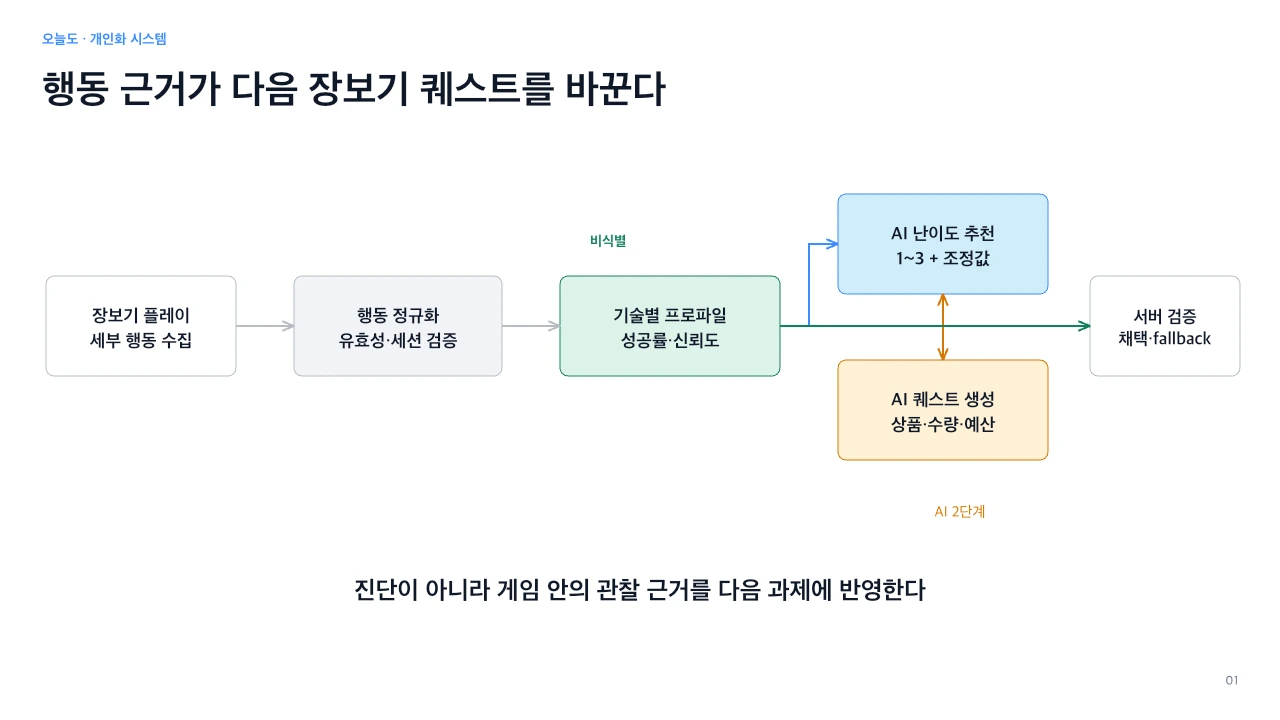 오늘도 · 개인화 시스템
행동 근거가 다음 장보기 퀘스트를 바꾼다
비식별
장보기 플레이
세부 행동 수집
행동 정규화
유효성·세션 검증
기술별 프로파일
성공률·신뢰도
AI 난이도 추천
1~3 + 조정값
AI 퀘스트 생성
상품·수량·예산
서버 검증
채택·fallback
AI 2단계
진단이 아니라 게임 안의 관찰 근거를 다음 과제에 반영한다
01